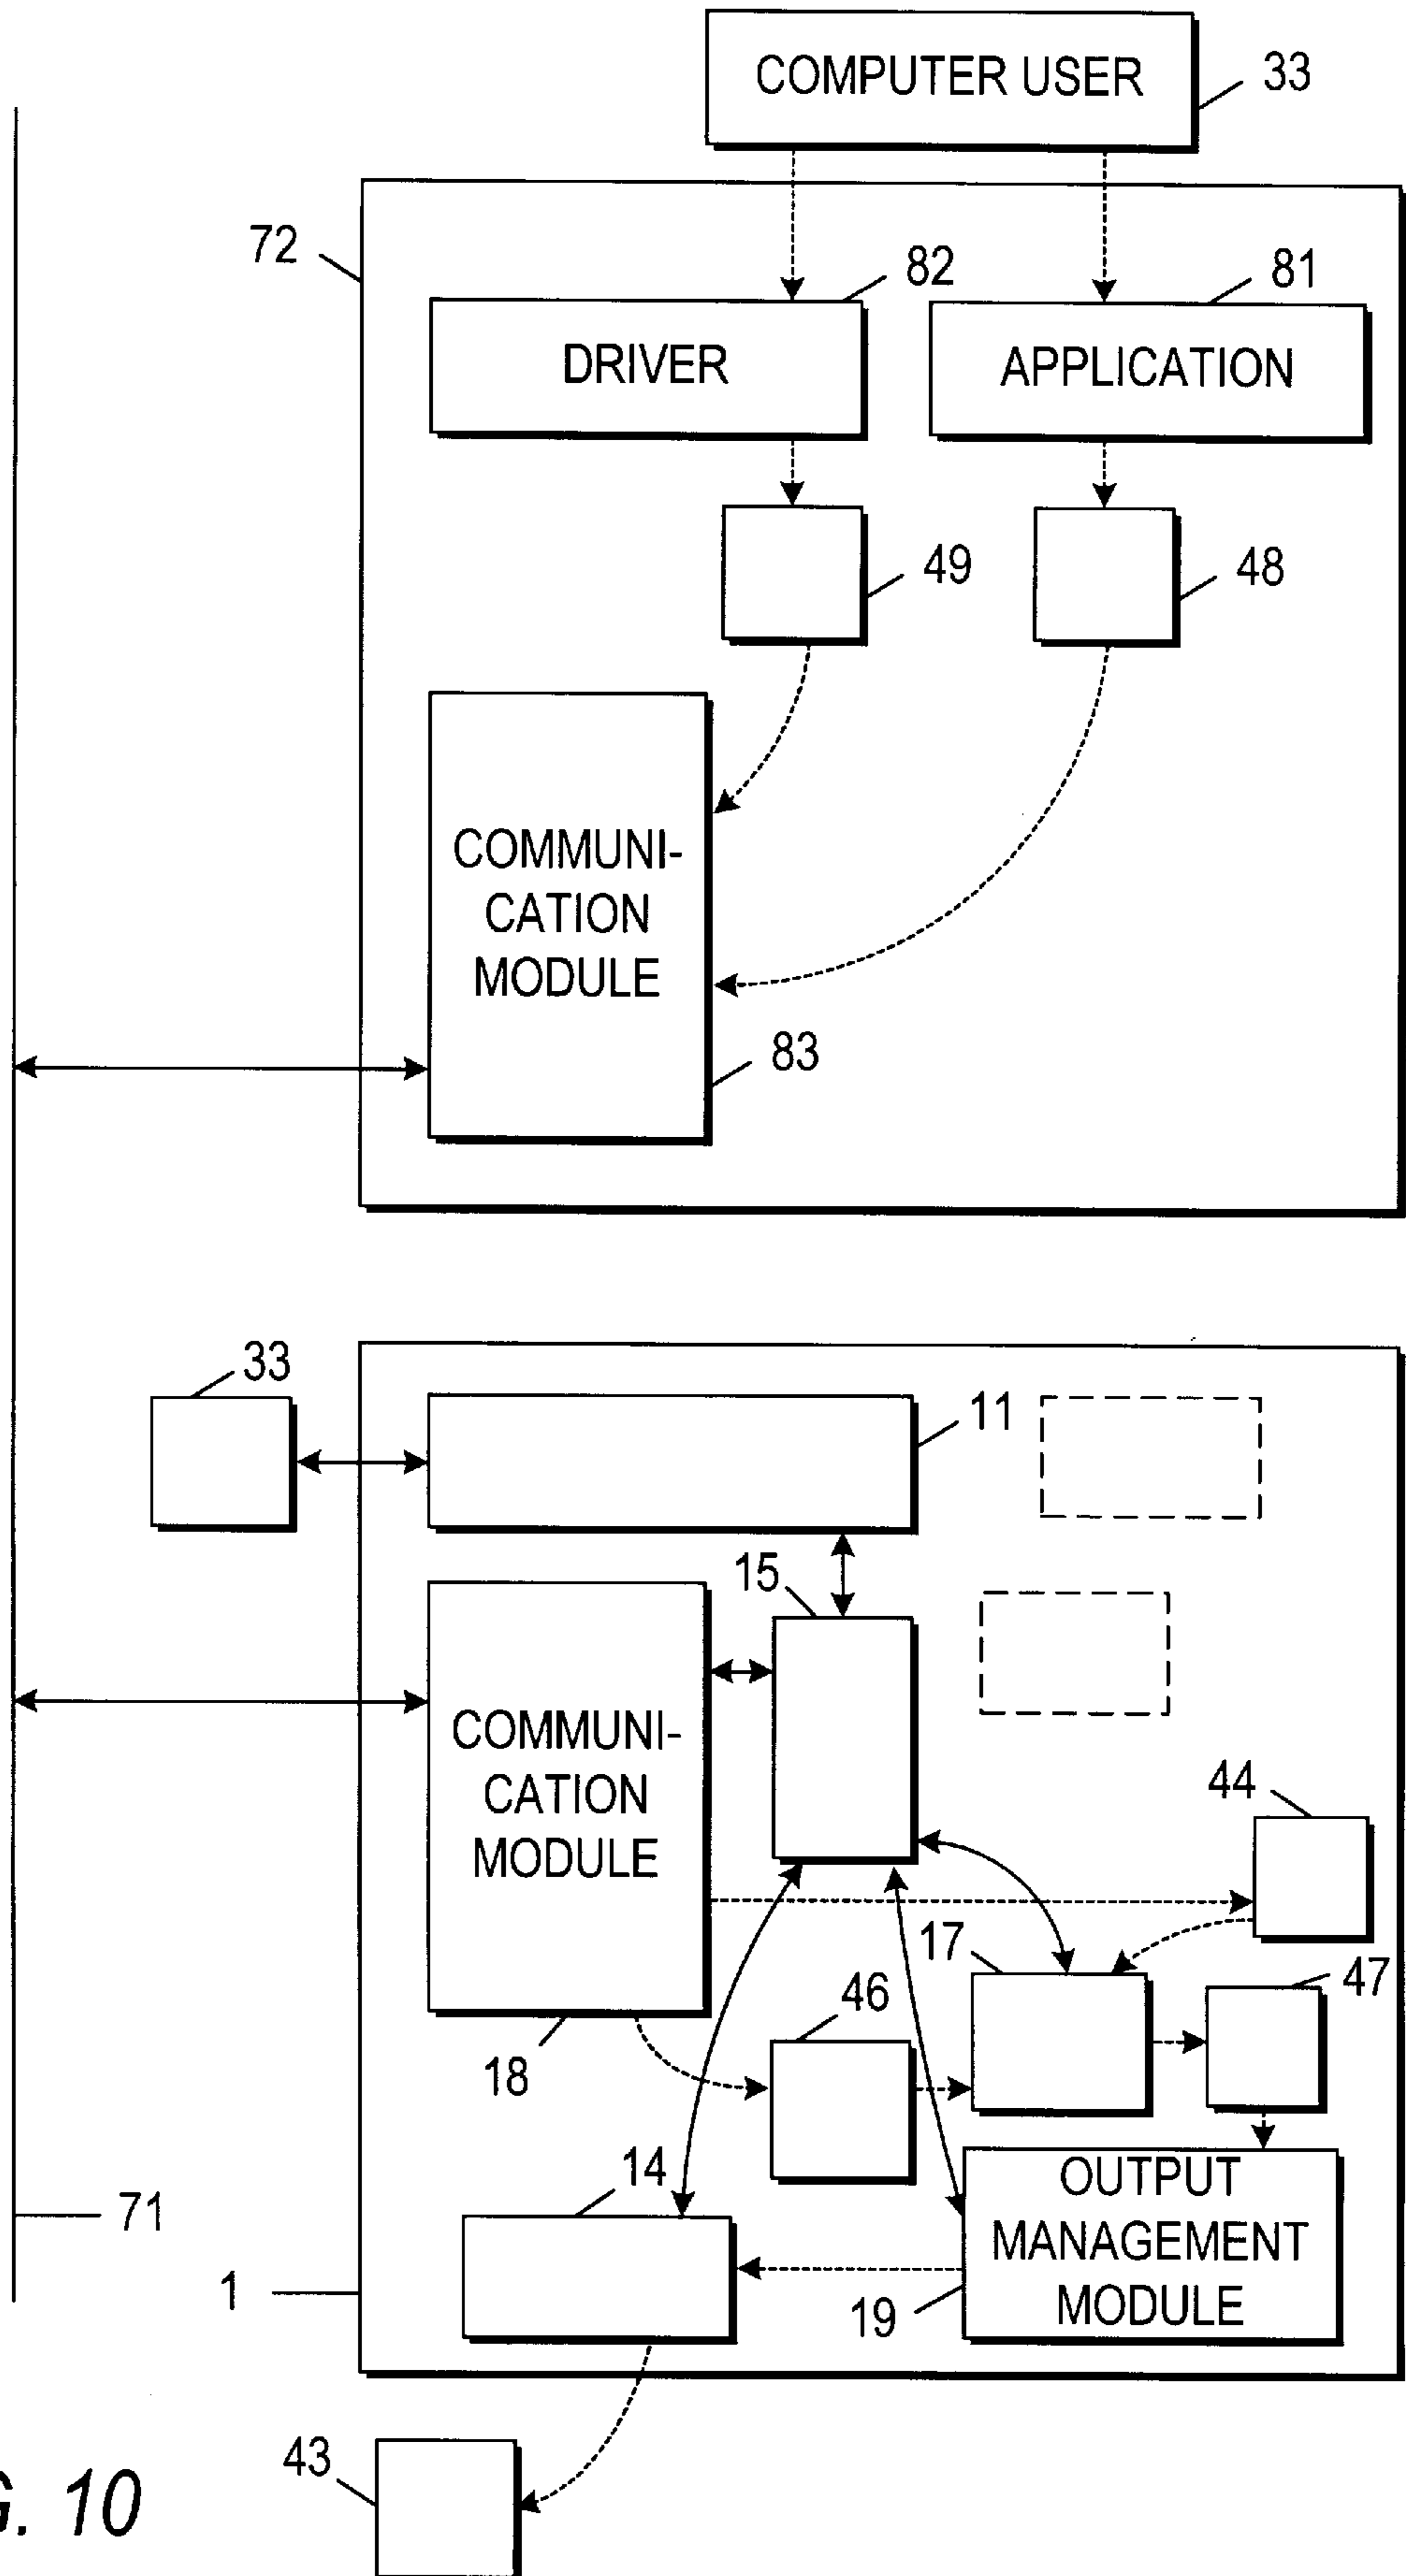 COMPUTER USER
33
72
82
81
DRIVER
APPLICATION
49
48
COMMUNI-
CATION
MODULE
83
33
11
15
COMMUNI-
CATION
MODULE
44
17
47
46
18
14
OUTPUT
MANAGEMENT
MODULE
71
1
19
43
G. 10